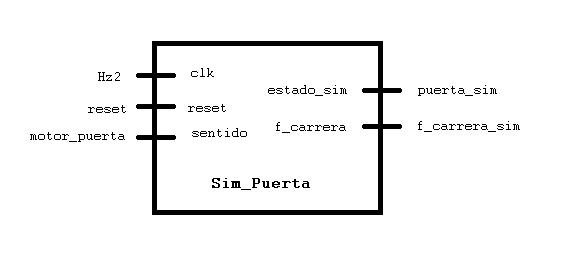 Hz2
clk
reset
reset
motor_puerta
sentido
estado_sim
puerta_sim
f_carrera
f_carrera_sim
Sim_Puerta